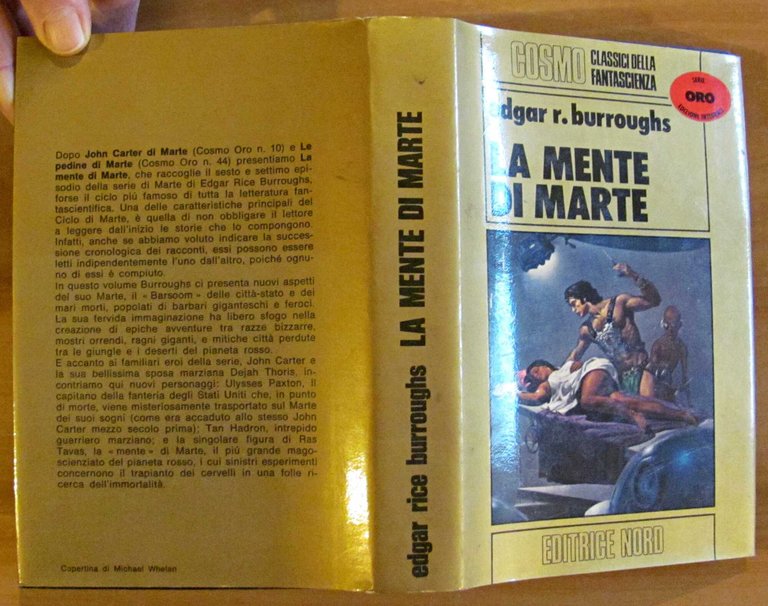 Dopo John Carter di Marte (Cosmo Oro n. 10) e Le
pedine di Marte (Cosmo Oro n. 44) presentiamo La
mente di Marte, che raccoglie il sesto e settimo epi-
sodio della serie di Marte di Edgar Rice Burroughs,
forse il ciclo più famoso di tutta la letteratura fan-
tascientifica. Una delle caratteristiche principali del
Ciclo di Marte, è quella di non obbligare il lettore
a leggere dall'inizio le storie che lo compongono.
Infatti, anche se abbiamo voluto indicare la succes-
sione cronologica dei racconti, essi possono essere
letti indipendentemente l'uno dall'altro, poiché ognu-
no di essi è compiuto.
In questo volume Burroughs ci presenta nuovi aspetti
del suo Marte, il « Barsoom » delle città-stato e dei
mari morti, popolati di barbari giganteschi e feroci.
La sua fervida immaginazione ha libero sfogo nella
creazione di epiche avventure tra razze bizzarre,
mostri orrendi, ragni giganti, e mitiche città perdute
tra le giungle e i deserti del pianeta rosso.
E accanto ai familiari eroi della serie, John Carter e
la sua bellissima sposa marziana Dejah Thoris, in-
contriamo qui nuovi personaggi: Ulysses Paxton, il
capitano della fanteria degli Stati Uniti che, in punto
di morte, viene misteriosamente trasportato sul Marte
dei suoi sogni (come era accaduto allo stesso John
Carter mezzo secolo prima); Tan Hadron, intrepido
guerriero marziano; e la singolare figura di Ras
Tavas, la « mente » di Marte, il più grande mago-
scienziato del pianeta rosso, i cui sinistri esperimenti
concernono il trapianto dei cervelli in una folle ri-
cerca dell'immortalità.
Copertina di Michael Whelan
edgar rice burroughs LA MENTE DI MARTE
COSMO CLASSICI DELLA
FANTASCIENZA
SERIE
ORO
EDIZIONI INTEGRALI
edgar r. burroughs
LA MENTE
DI MARTE
EDITRICE NORD